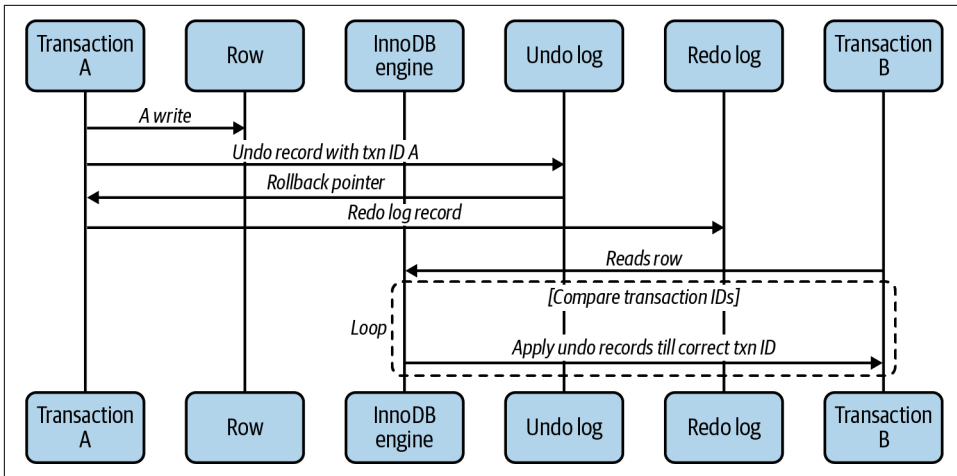 Transaction
A
Row
InnoDB
engine
Undo log
Redo log
Transaction
B
A write
Undo record with txn ID A
Rollback pointer
Redo log record
Reads row
[Compare transaction IDs]
Loop
Apply undo records till correct txn ID
Transaction
A
Row
InnoDB
engine
Undo log
Redo log
Transaction
B